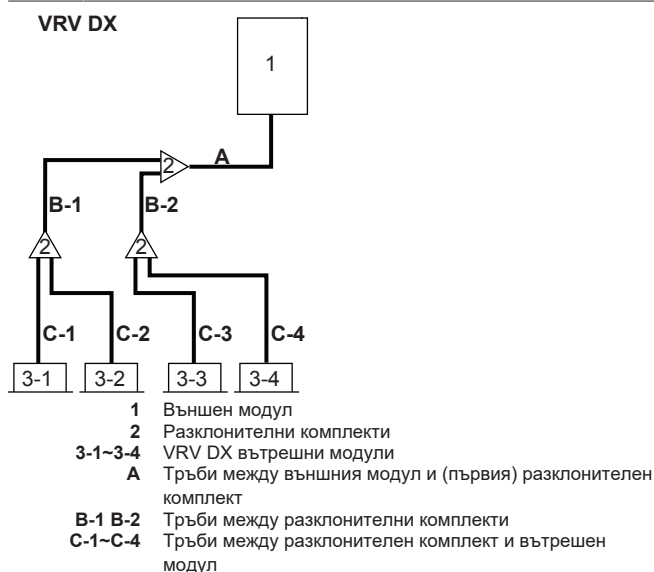 VRV DX
1
2
A
B-1
B-2
2
2
C-1
C-2
C-3
C-4
3-1
3-2
3-3
3-4
1 Външен модул
2 Разклонителни комплекти
3-1~3-4 VRV DX вътрешни модули
A Тръби между външния модул и (първия) разклонителен
комплект
B-1 B-2 Тръби между разклонителни комплекти
C-1~C-4 Тръби между разклонителен комплект и вътрешен
модул